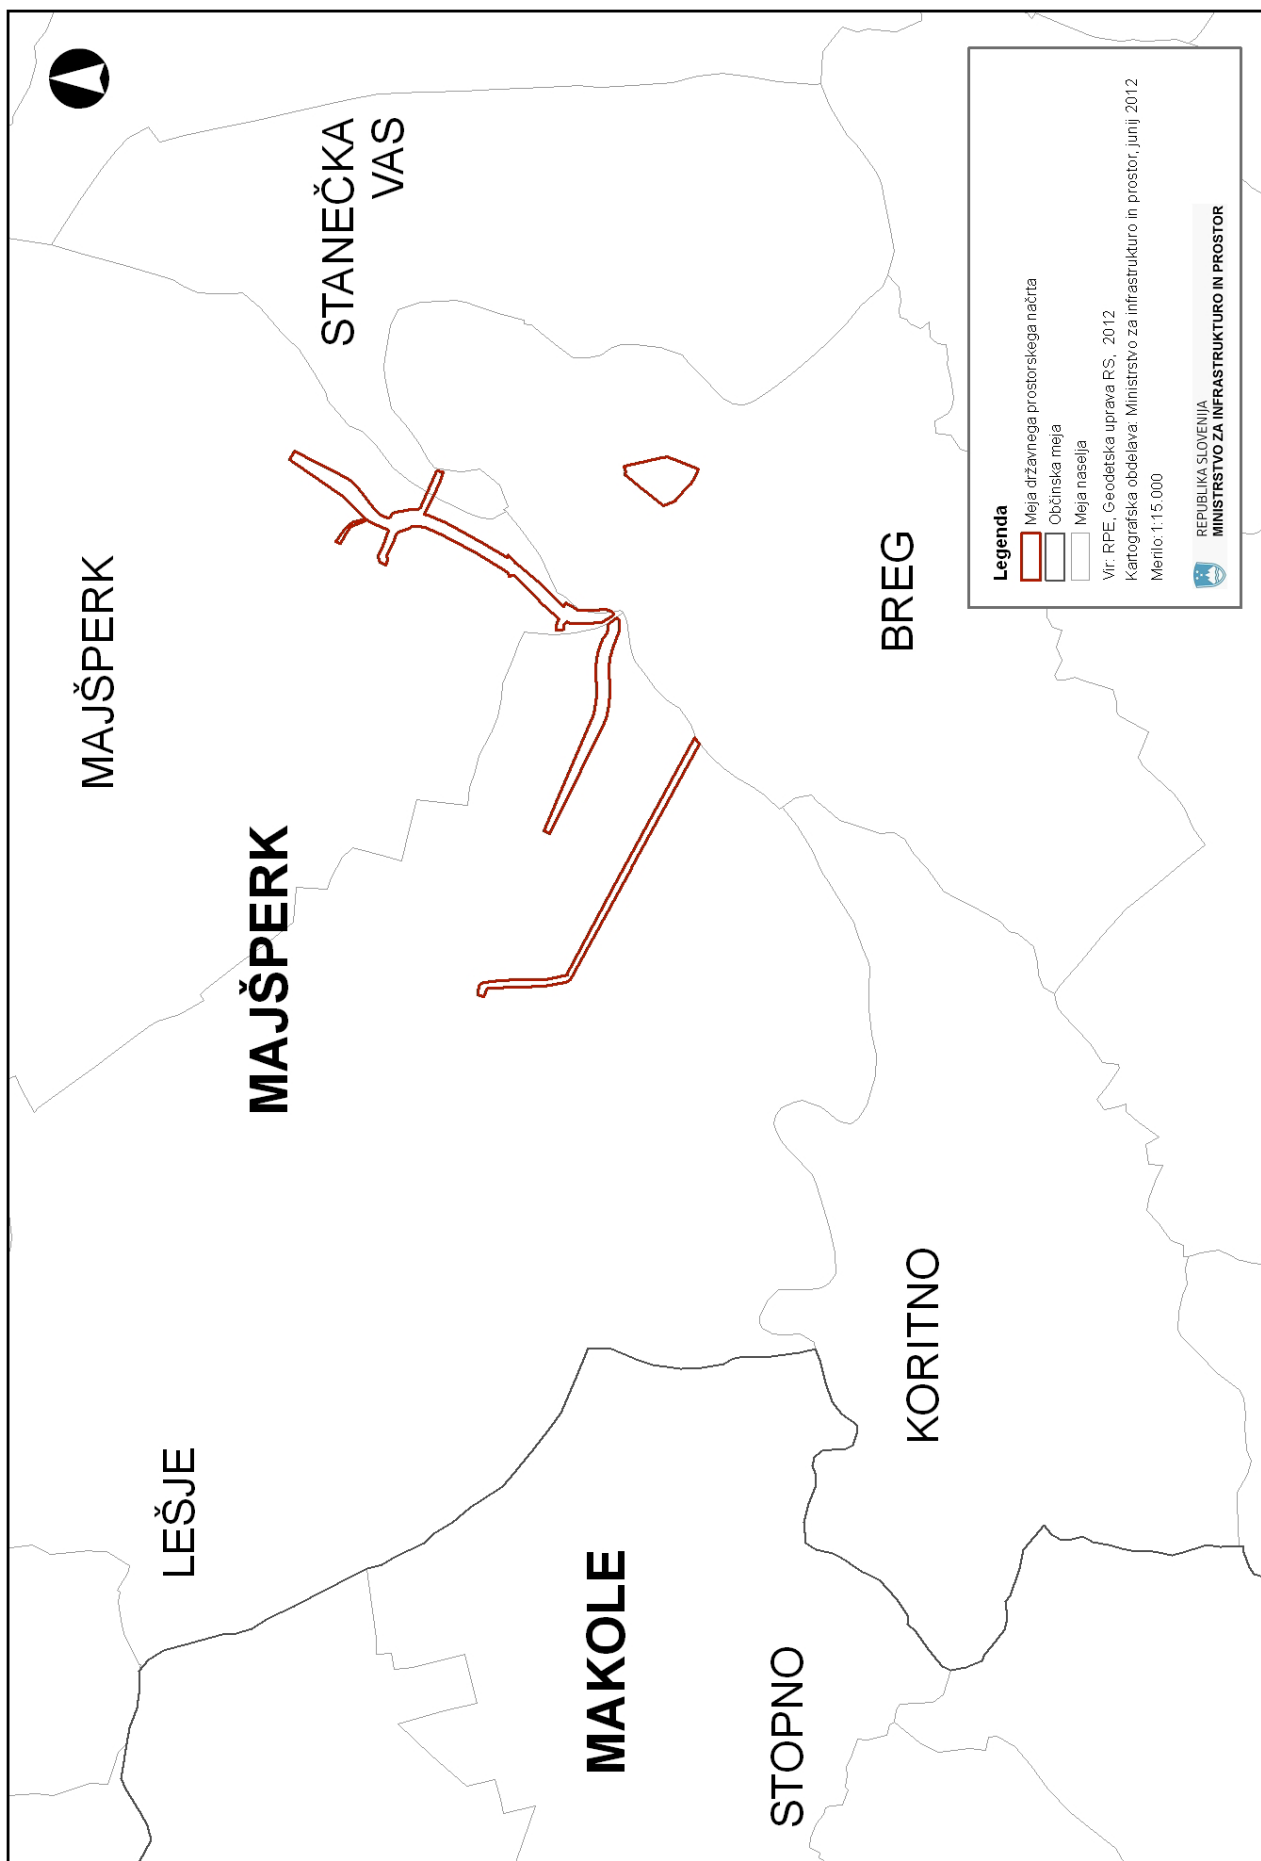 MAJŠPERK
STANEČKA
VAS
MAJŠPERK
LEŠJE
BREG
MAKOLE
KORITNO
STOPNO
Legenda
Meja državnega prostorskega načrta
Občinska meja
Meja naselja
Vir: RPE, Geodetska uprava RS, 2012
Kartografska obdelava: Ministrstvo za infrastrukturo in prostor, junij 2012
Merilo:1:15.000
REPUBLIKA SLOVENIJA
MINISTRSTVO ZA INFRASTRUKTURO IN PROSTOR